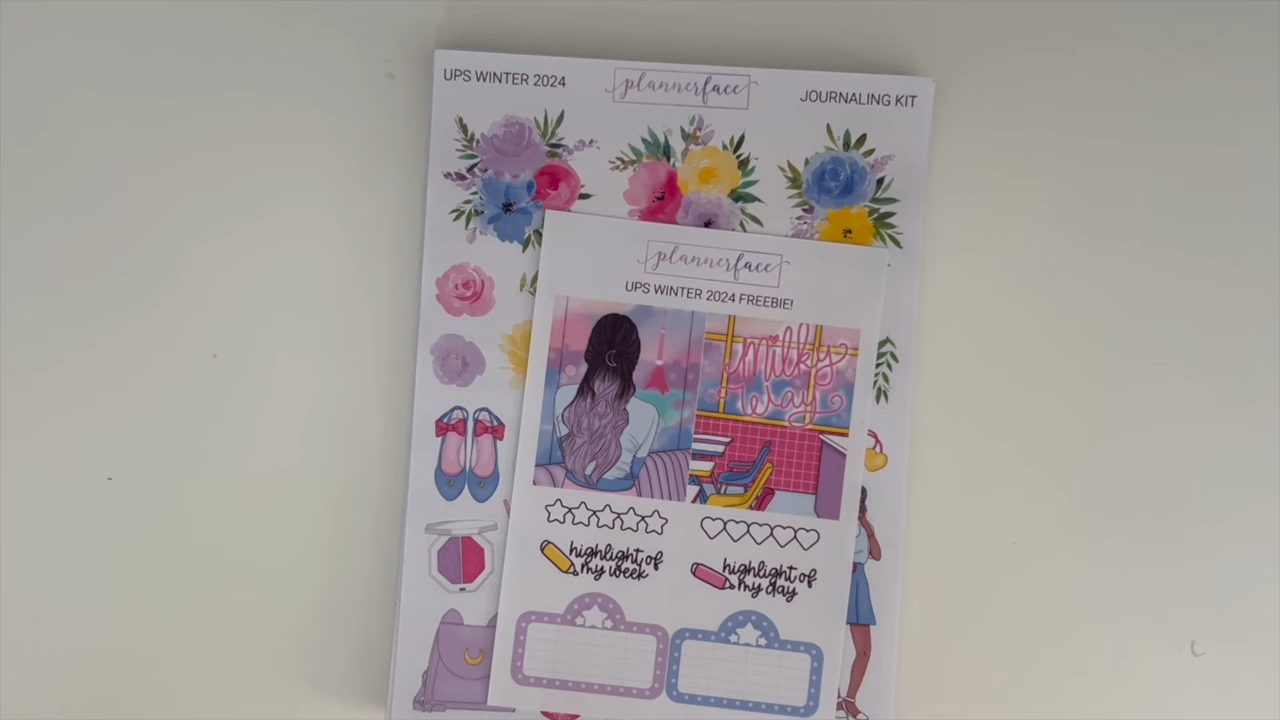 UPS WINTER 2024
plannerface
JOURNALING KIT
plannerface
UPS WINTER 2024 FREEBIE!
Milky
Way
highlight of
my week
highlight of
my day